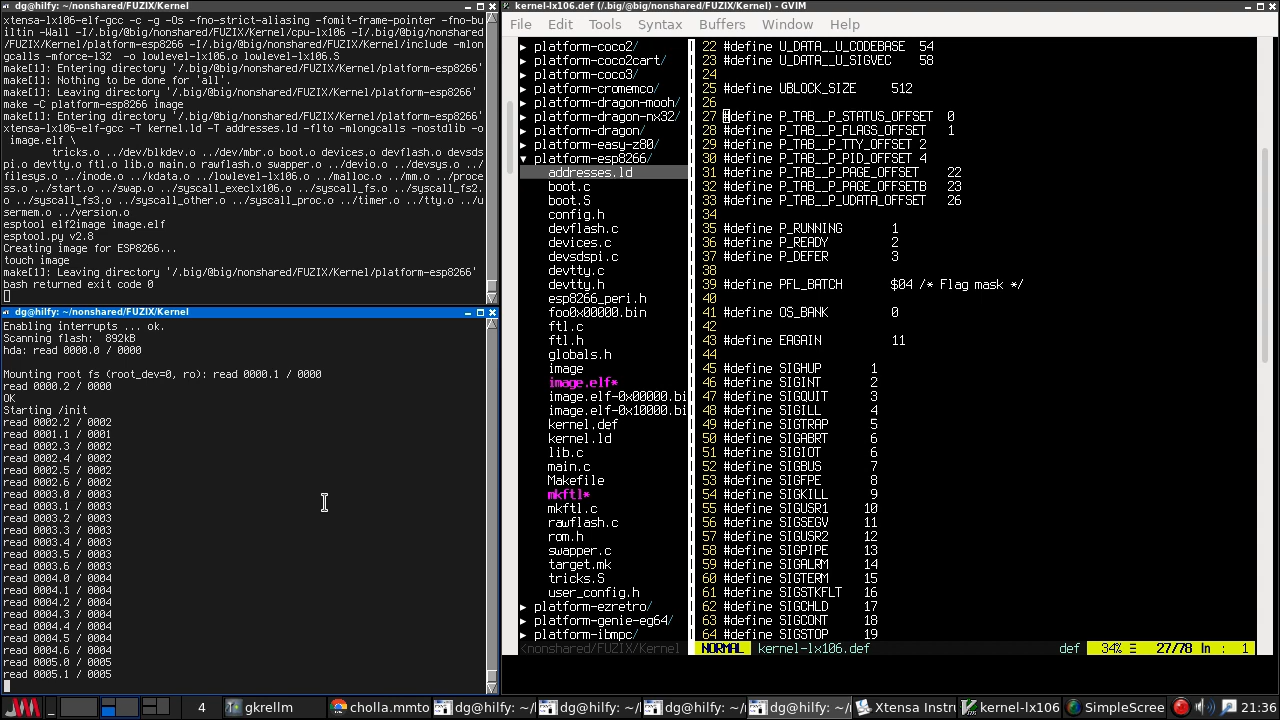 dg@hilfy: ~/nonshared/FUZIX/Kernel
xtensa-lx106-elf-gcc -c -g -Os -fno-strict-aliasing -fomit-frame-pointer -fno-bu
iltin -Wall -I/.big/@big/nonshared/FUZIX/Kernel/cpu-lx106 -I/.big/@big/nonshared
/FUZIX/Kernel/platform-esp8266 -I/.big/@big/nonshared/FUZIX/Kernel/include -mlon
gcalls -mforce-l32  -o lowlevel-lx106.o lowlevel-lx106.S
make[1]: Entering directory '/.big/@big/nonshared/FUZIX/Kernel/platform-esp8266'
make[1]: Nothing to be done for 'all'.
make[1]: Leaving directory '/.big/@big/nonshared/FUZIX/Kernel/platform-esp8266'
make -C platform-esp8266 image
make[1]: Entering directory '/.big/@big/nonshared/FUZIX/Kernel/platform-esp8266'
xtensa-lx106-elf-gcc -T kernel.ld -T addresses.ld -flto -mlongcalls -nostdlib -o
 image.elf \
        tricks.o ../dev/blkdev.o ../dev/mbr.o boot.o devices.o devflash.o devsds
pi.o devtty.o ftl.o lib.o main.o rawflash.o swapper.o ../devio.o ../devsys.o ../
filesys.o ../inode.o ../kdata.o ../lowlevel-lx106.o ../malloc.o ../mm.o ../proce
ss.o ../start.o ../swap.o ../syscall_execlx106.o ../syscall_fs.o ../syscall_fs2.
o ../syscall_fs3.o ../syscall_other.o ../syscall_proc.o ../timer.o ../tty.o ../u
sermem.o ../version.o
esptool elf2image image.elf
esptool.py v2.8
Creating image for ESP8266...
touch image
make[1]: Leaving directory '/.big/@big/nonshared/FUZIX/Kernel/platform-esp8266'
bash returned exit code 0
dg@hilfy: ~/nonshared/FUZIX/Kernel
Enabling interrupts ... ok.
Scanning flash:  892kB
hda: read 0000.0 / 0000
Mounting root fs (root_dev=0, ro): read 0000.1 / 0000
read 0000.2 / 0000
OK
Starting /init
read 0002.2 / 0002
read 0001.1 / 0001
read 0002.3 / 0002
read 0002.4 / 0002
read 0002.5 / 0002
read 0002.6 / 0002
read 0003.0 / 0003
read 0003.1 / 0003
read 0003.2 / 0003
read 0003.3 / 0003
read 0003.4 / 0003
read 0003.5 / 0003
read 0003.6 / 0003
read 0004.0 / 0004
read 0004.1 / 0004
read 0004.2 / 0004
read 0004.3 / 0004
read 0004.4 / 0004
read 0004.5 / 0004
read 0004.6 / 0004
read 0005.0 / 0005
read 0005.1 / 0005
kernel-lx106.def (/.big/@big/nonshared/FUZIX/Kernel) - GVIM
File Edit Tools Syntax Buffers Window Help
▶ platform-coco2/
▶ platform-coco2cart/
▶ platform-coco3/
▶ platform-cromemco/
▶ platform-dragon-mooh/
▶ platform-dragon-nx32/
▶ platform-dragon/
▶ platform-easy-z80/
▼ platform-esp8266/
addresses.ld
boot.c
boot.S
config.h
devflash.c
devices.c
devsdspi.c
devtty.c
devtty.h
esp8266_peri.h
foo0x00000.bin
ftl.c
ftl.h
globals.h
image
image.elf*
image.elf-0x00000.bi
image.elf-0x10000.bi
kernel.def
kernel.ld
lib.c
main.c
Makefile
mkftl*
mkftl.c
rawflash.c
rom.h
swapper.c
target.mk
tricks.S
user_config.h
▶ platform-ezretro/
▶ platform-genie-eg64/
▶ platform-ibmpc/
<nonshared/FUZIX/Kernel
22 #define U_DATA__U_CODEBASE  54
23 #define U_DATA__U_SIGVEC    58
24
25 #define UBLOCK_SIZE     512
26
27 #define P_TAB__P_STATUS_OFFSET  0
28 #define P_TAB__P_FLAGS_OFFSET   1
29 #define P_TAB__P_TTY_OFFSET 2
30 #define P_TAB__P_PID_OFFSET 4
31 #define P_TAB__P_PAGE_OFFSET    22
32 #define P_TAB__P_PAGE_OFFSETB   23
33 #define P_TAB__P_UDATA_OFFSET   26
34
35 #define P_RUNNING       1
36 #define P_READY         2
37 #define P_DEFER         3
38
39 #define PFL_BATCH       $04 /* Flag mask */
40
41 #define OS_BANK         0
42
43 #define EAGAIN          11
44
45 #define SIGHUP       1
46 #define SIGINT       2
47 #define SIGQUIT      3
48 #define SIGILL       4
49 #define SIGTRAP      5
50 #define SIGABRT      6
51 #define SIGIOT       6
52 #define SIGBUS       7
53 #define SIGFPE       8
54 #define SIGKILL      9
55 #define SIGUSR1     10
56 #define SIGSEGV     11
57 #define SIGUSR2     12
58 #define SIGPIPE     13
59 #define SIGALRM     14
60 #define SIGTERM     15
61 #define SIGSTKFLT   16
62 #define SIGCHLD     17
63 #define SIGCONT     18
64 #define SIGSTOP     19
NORMAL kernel-lx106.def def 34% ☰ 27/78 ln : 1
4 gkrellm cholla.mmto dg@hilfy: ~/ dg@hilfy: ~/ dg@hilfy: ~/ dg@hilfy: ~/ Xtensa Instr kernel-lx106 SimpleScree 21:36